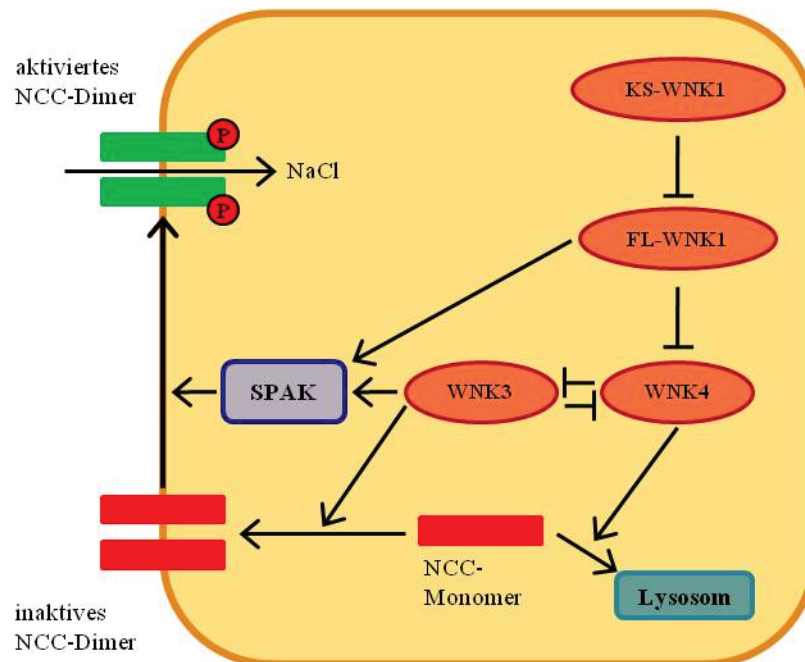 aktiviertes
NCC-Dimer
KS-WNK1
P
NaCl
P
FL-WNK1
SPAK
WNK3
WNK4
NCC-
Monomer
Lysosom
inaktives
NCC-Dimer